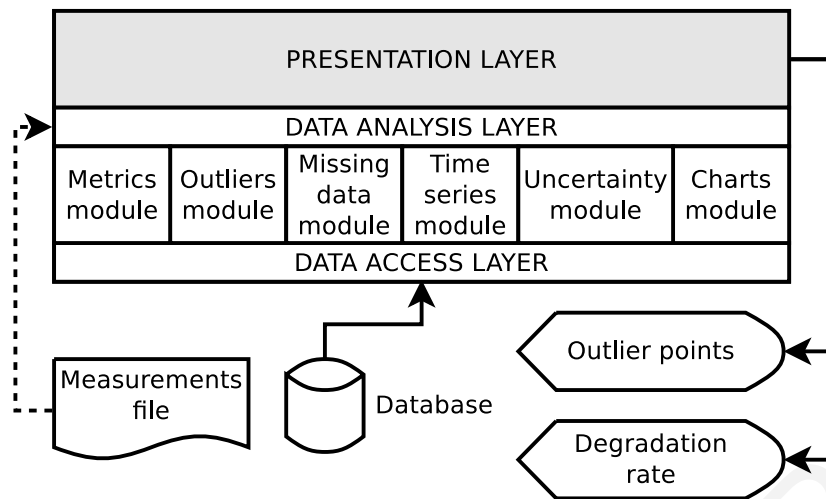 PRESENTATION LAYER
DATA ANALYSIS LAYER
Metrics
module
Outliers
module
Missing
data
module
Time
series
module
Uncertainty
module
Charts
module
DATA ACCESS LAYER
Measurements
file
Database
Outlier points
Degradation
rate